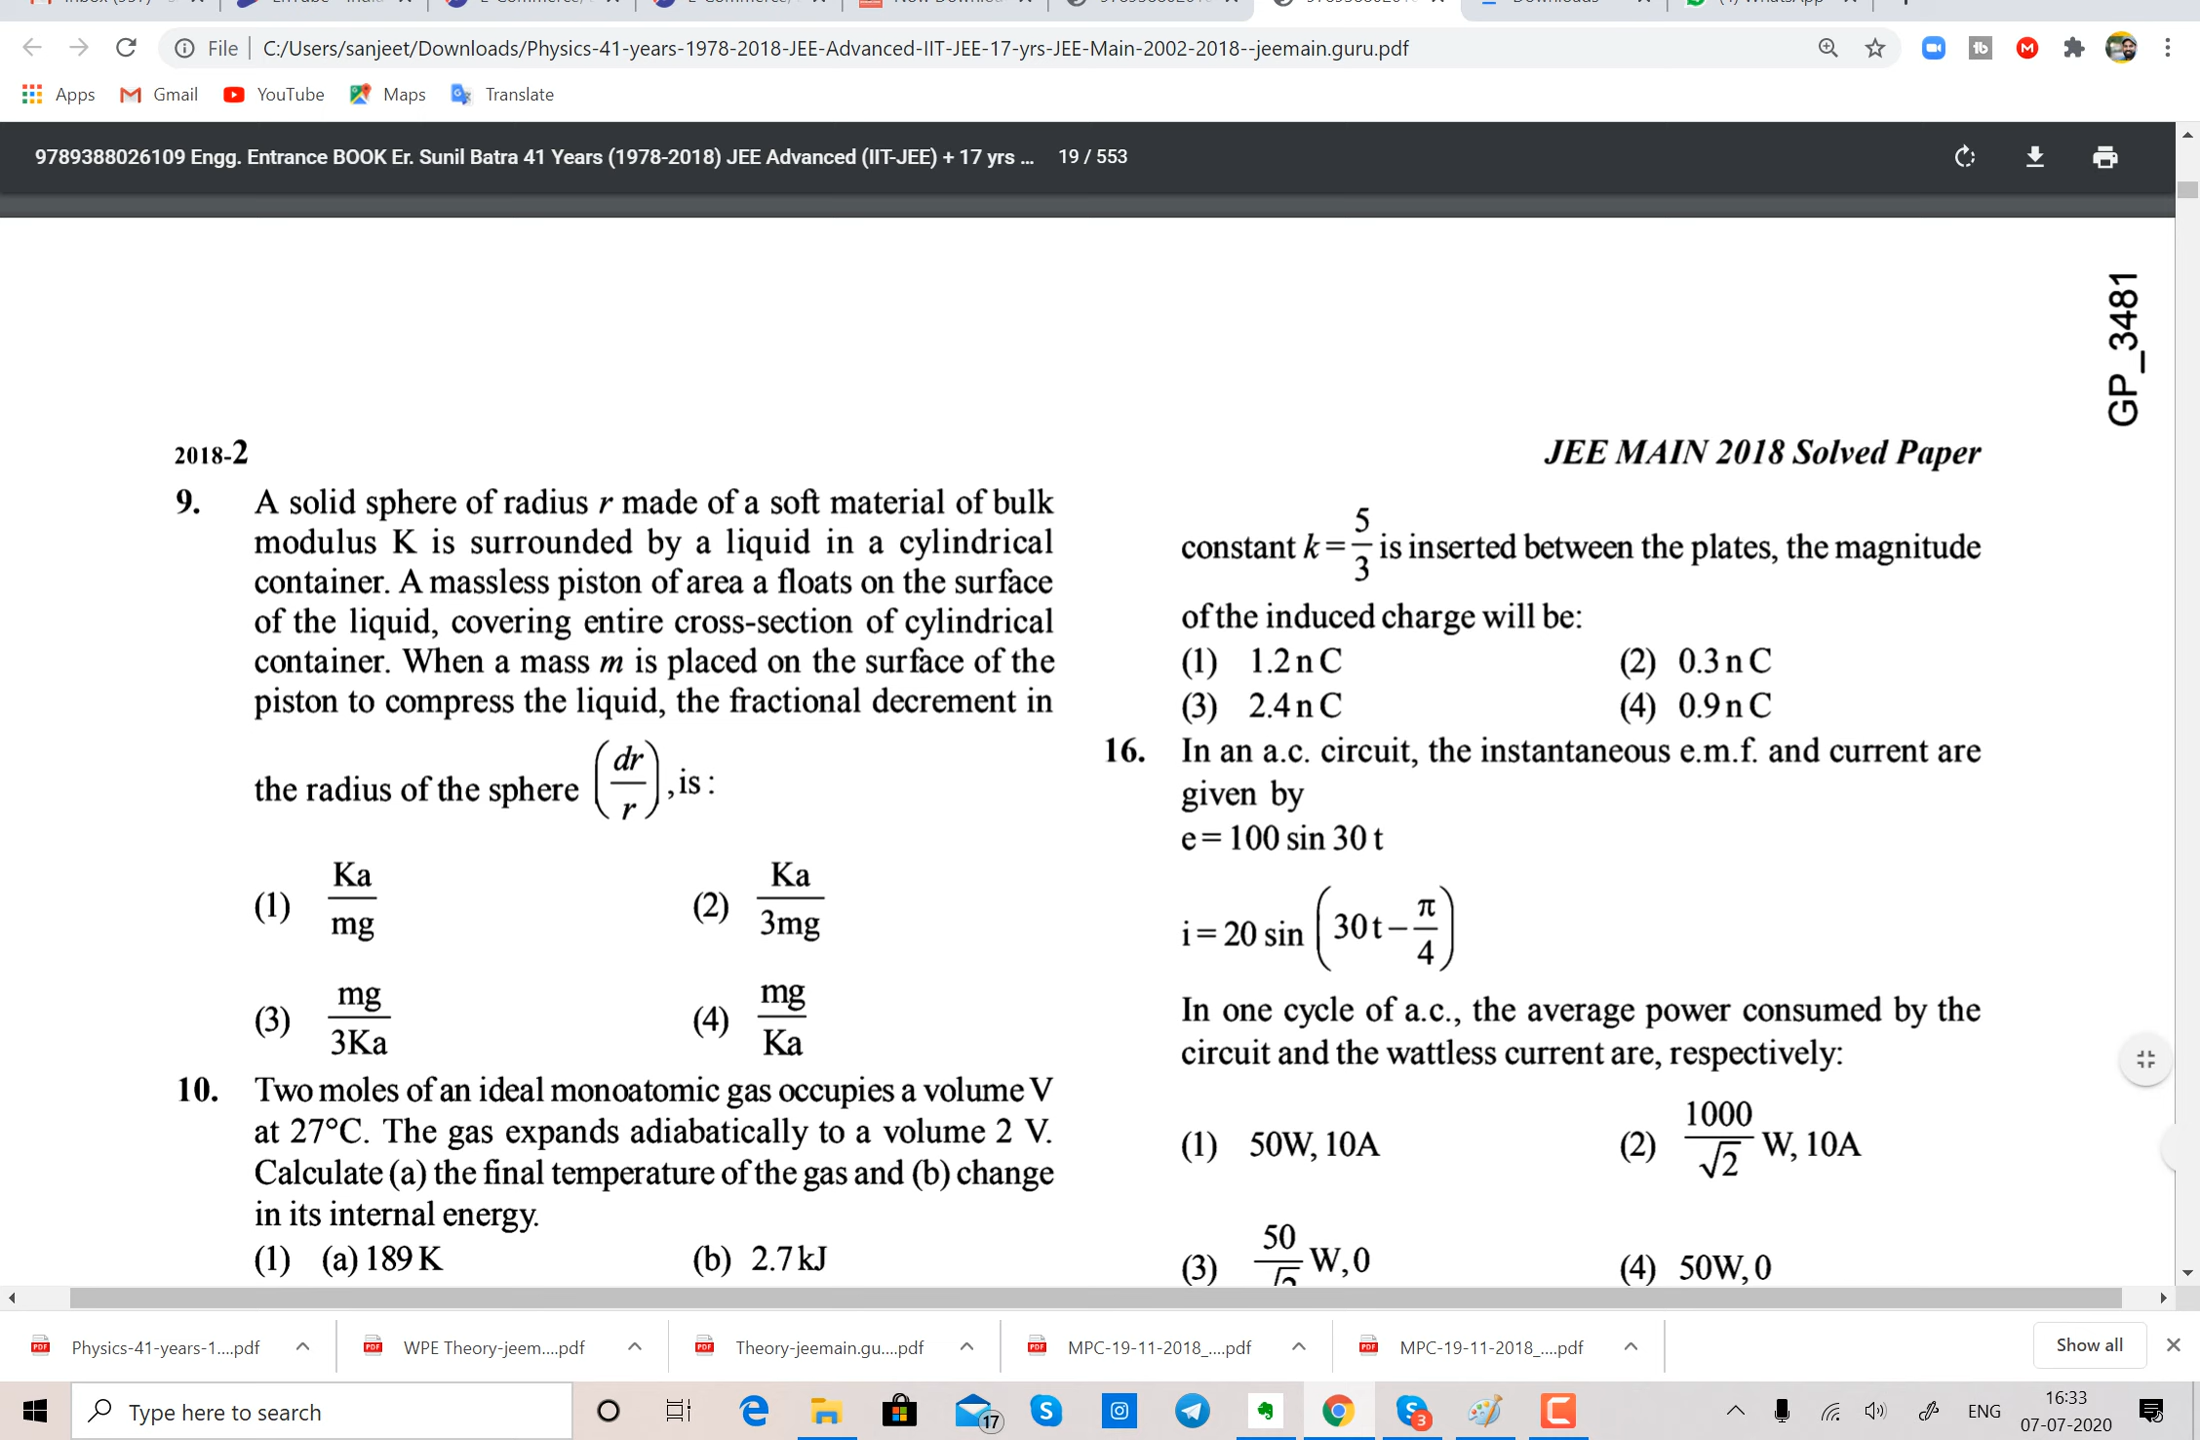 File | C:/Users/sanjeet/Downloads/Physics-41-years-1978-2018-JEE-Advanced-IIT-JEE-17-yrs-JEE-Main-2002-2018--jeemain.guru.pdf
Apps Gmail YouTube Maps Translate
9789388026109 Engg. Entrance BOOK Er. Sunil Batra 41 Years (1978-2018) JEE Advanced (IIT-JEE) + 17 yrs ... 19 / 553
GP_3481
2018-2
JEE MAIN 2018 Solved Paper
9. A solid sphere of radius r made of a soft material of bulk
modulus K is surrounded by a liquid in a cylindrical
container. A massless piston of area a floats on the surface
of the liquid, covering entire cross-section of cylindrical
container. When a mass m is placed on the surface of the
piston to compress the liquid, the fractional decrement in
the radius of the sphere (dr/r), is :
(1) Ka/mg (2) Ka/3mg
(3) mg/3Ka (4) mg/Ka
10. Two moles of an ideal monoatomic gas occupies a volume V
at 27°C. The gas expands adiabatically to a volume 2 V.
Calculate (a) the final temperature of the gas and (b) change
in its internal energy.
(1) (a) 189 K (b) 2.7 kJ
constant k = 5/3 is inserted between the plates, the magnitude
of the induced charge will be:
(1) 1.2 n C (2) 0.3 n C
(3) 2.4 n C (4) 0.9 n C
16. In an a.c. circuit, the instantaneous e.m.f. and current are
given by
e = 100 sin 30 t
i = 20 sin (30 t − π/4)
In one cycle of a.c., the average power consumed by the
circuit and the wattless current are, respectively:
(1) 50W, 10A (2) 1000/√2 W, 10A
(3) 50/√2 W, 0 (4) 50W, 0
Physics-41-years-1....pdf WPE Theory-jeem....pdf Theory-jeemain.gu....pdf MPC-19-11-2018_....pdf MPC-19-11-2018_....pdf Show all
Type here to search 17 3 ENG 16:33
07-07-2020